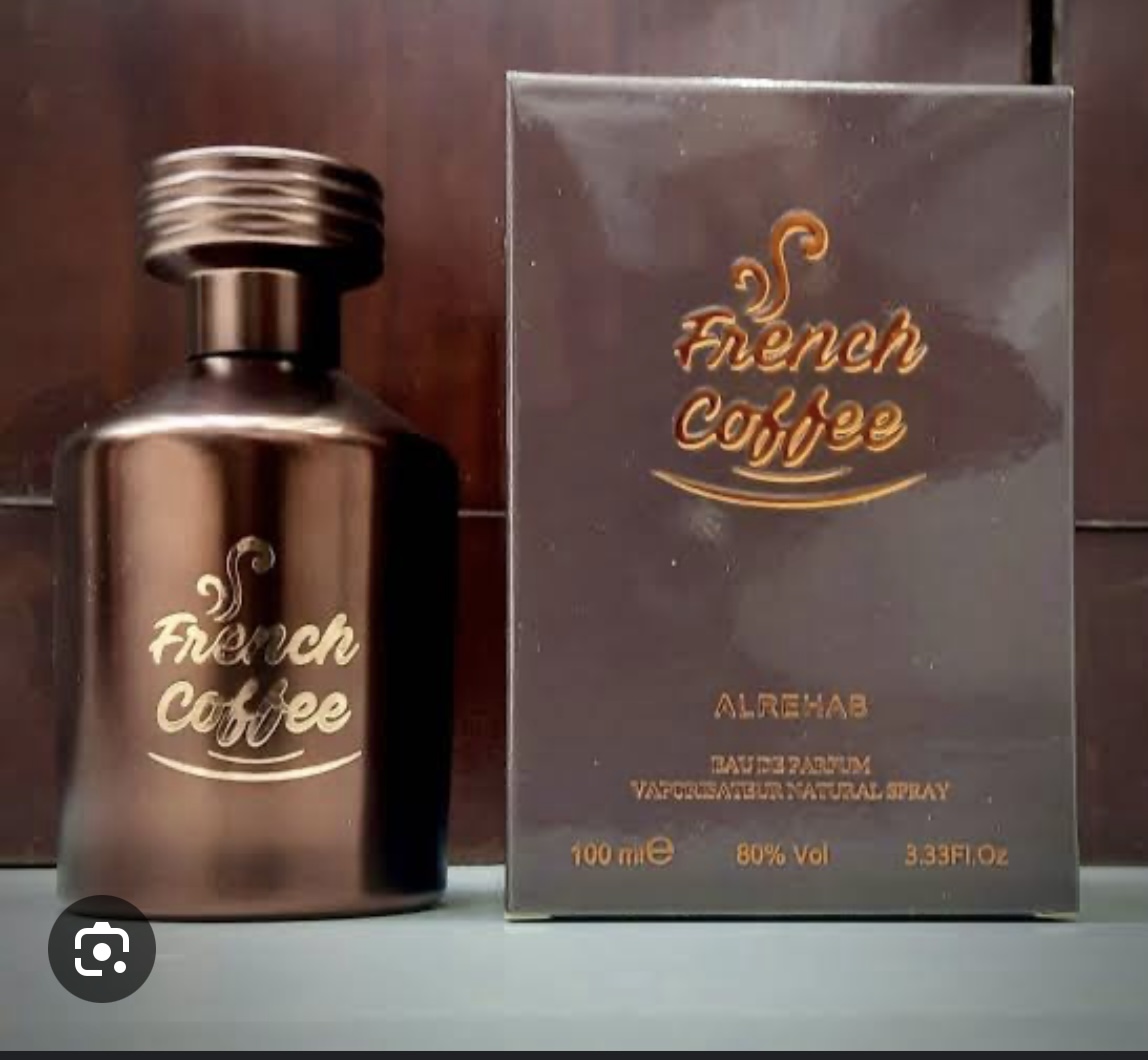 French
Coffee
French
Coffee
ALREHAB
EAU DE PARFUM
VAPORISATEUR NATURAL SPRAY
100 ml e 80% Vol 3.33Fl.Oz